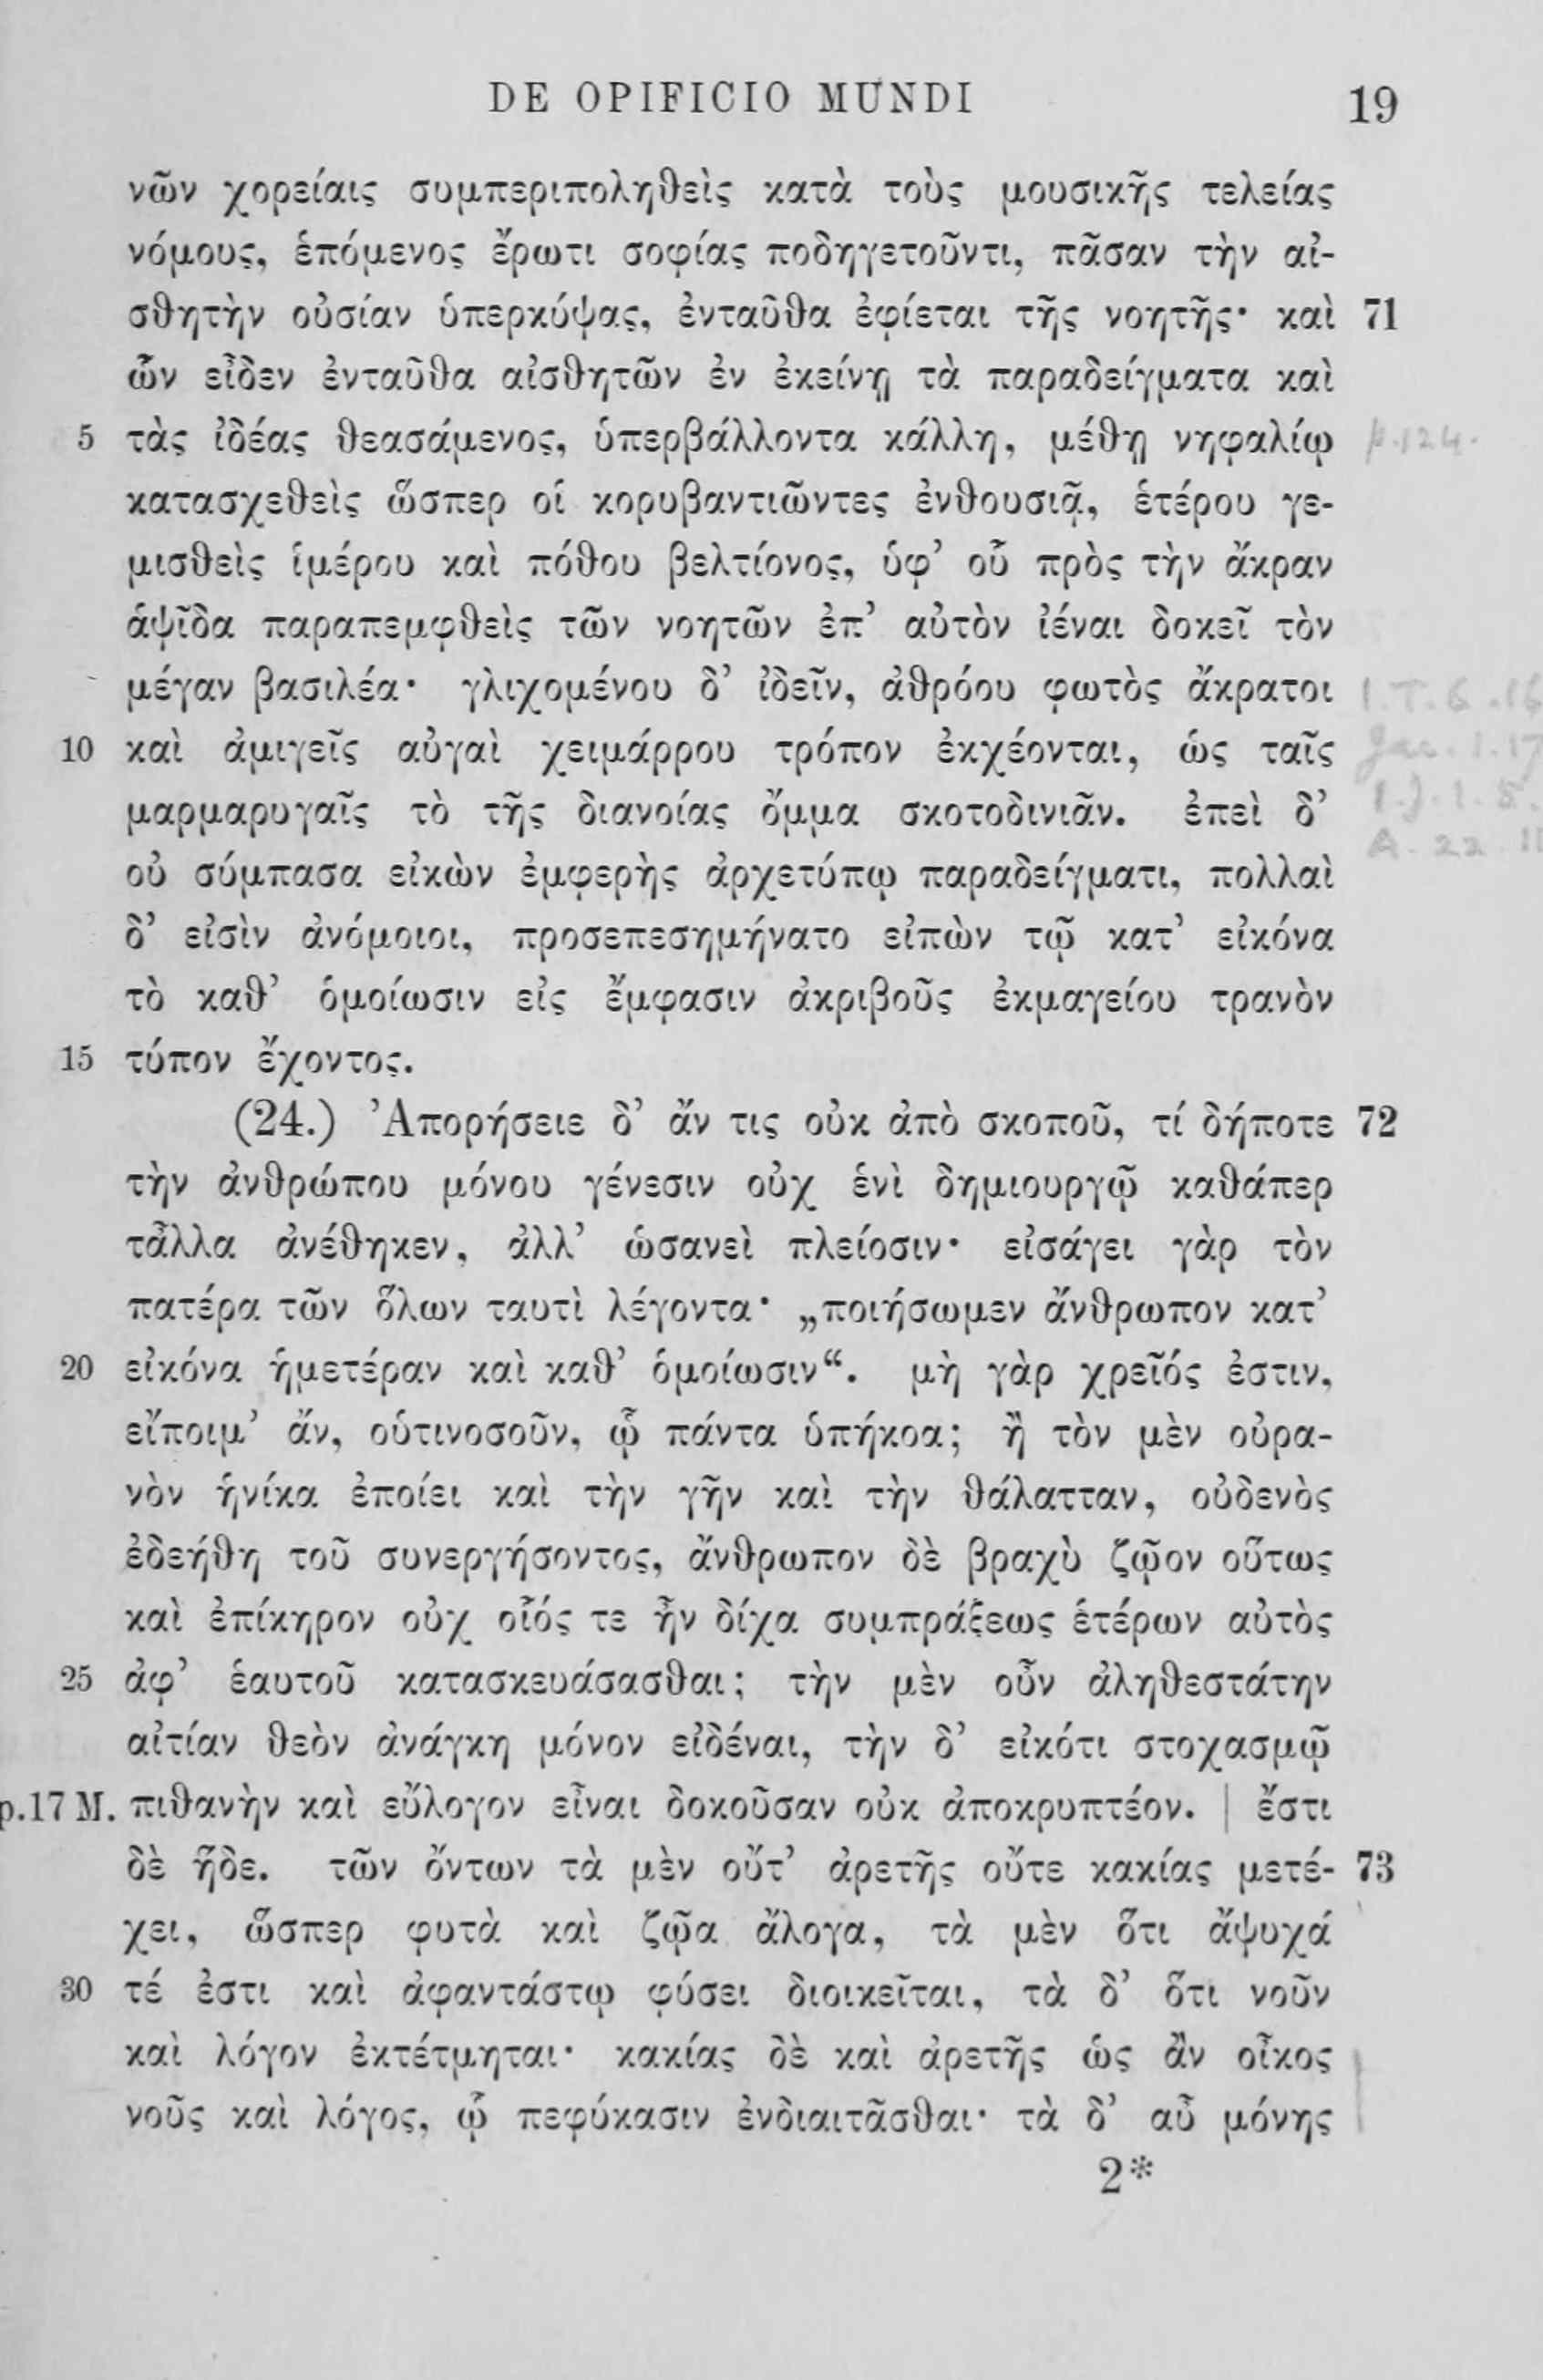 DE OPIFICIO MUNDI 19
νῶν χορείαις συμπεριποληθεὶς κατὰ τοὺς μουσικῆς τελείας
νόμους, ἑπόμενος ἔρωτι σοφίας ποδηγετοῦντι, πᾶσαν τὴν αἰ-
σθητὴν οὐσίαν ὑπερκύψας, ἐνταῦθα ἐφίεται τῆς νοητῆς· καὶ 71
ὧν εἶδεν ἐνταῦθα αἰσθητῶν ἐν ἐκείνῃ τὰ παραδείγματα καὶ
5 τὰς ἰδέας θεασάμενος, ὑπερβάλλοντα κάλλη, μέθῃ νηφαλίῳ p.124.
κατασχεθεὶς ὥσπερ οἱ κορυβαντιῶντες ἐνθουσιᾷ, ἑτέρου γε-
μισθεὶς ἱμέρου καὶ πόθου βελτίονος, ὑφ’ οὗ πρὸς τὴν ἄκραν
ἁψῖδα παραπεμφθεὶς τῶν νοητῶν ἐπ’ αὐτὸν ἰέναι δοκεῖ τὸν
μέγαν βασιλέα· γλιχομένου δ’ ἰδεῖν, ἀθρόου φωτὸς ἄκρατοι I.T.6.16
10 καὶ ἀμιγεῖς αὐγαὶ χειμάρρου τρόπον ἐκχέονται, ὡς ταῖς Jac.1.17
μαρμαρυγαῖς τὸ τῆς διανοίας ὄμμα σκοτοδινιᾶν. ἐπεὶ δ’ I.J.1.5.
οὐ σύμπασα εἰκὼν ἐμφερὴς ἀρχετύπῳ παραδείγματι, πολλαὶ A.22.11
δ’ εἰσὶν ἀνόμοιοι, προσεπεσημήνατο εἰπὼν τῷ κατ’ εἰκόνα
τὸ καθ’ ὁμοίωσιν εἰς ἔμφασιν ἀκριβοῦς ἐκμαγείου τρανὸν
15 τύπον ἔχοντος.
(24.) Ἀπορήσειε δ’ ἄν τις οὐκ ἀπὸ σκοποῦ, τί δήποτε 72
τὴν ἀνθρώπου μόνου γένεσιν οὐχ ἑνὶ δημιουργῷ καθάπερ
τἆλλα ἀνέθηκεν, ἀλλ’ ὡσανεὶ πλείοσιν· εἰσάγει γὰρ τὸν
πατέρα τῶν ὅλων ταυτὶ λέγοντα· „ποιήσωμεν ἄνθρωπον κατ’
20 εἰκόνα ἡμετέραν καὶ καθ’ ὁμοίωσιν“. μὴ γὰρ χρεῖός ἐστιν,
εἴποιμ’ ἄν, οὑτινοσοῦν, ᾧ πάντα ὑπήκοα; ἢ τὸν μὲν οὐρα-
νὸν ἡνίκα ἐποίει καὶ τὴν γῆν καὶ τὴν θάλατταν, οὐδενὸς
ἐδεήθη τοῦ συνεργήσοντος, ἄνθρωπον δὲ βραχὺ ζῷον οὕτως
καὶ ἐπίκηρον οὐχ οἷός τε ἦν δίχα συμπράξεως ἑτέρων αὐτὸς
25 ἀφ’ ἑαυτοῦ κατασκευάσασθαι; τὴν μὲν οὖν ἀληθεστάτην
αἰτίαν θεὸν ἀνάγκη μόνον εἰδέναι, τὴν δ’ εἰκότι στοχασμῷ
p.17 M. πιθανὴν καὶ εὔλογον εἶναι δοκοῦσαν οὐκ ἀποκρυπτέον. | ἔστι
δὲ ἥδε. τῶν ὄντων τὰ μὲν οὔτ’ ἀρετῆς οὔτε κακίας μετέ- 73
χει, ὥσπερ φυτὰ καὶ ζῷα ἄλογα, τὰ μὲν ὅτι ἄψυχά
30 τέ ἐστι καὶ ἀφαντάστῳ φύσει διοικεῖται, τὰ δ’ ὅτι νοῦν
καὶ λόγον ἐκτέτμηται· κακίας δὲ καὶ ἀρετῆς ὡς ἂν οἶκος
νοῦς καὶ λόγος, ᾧ πεφύκασιν ἐνδιαιτᾶσθαι· τὰ δ’ αὖ μόνης
2*